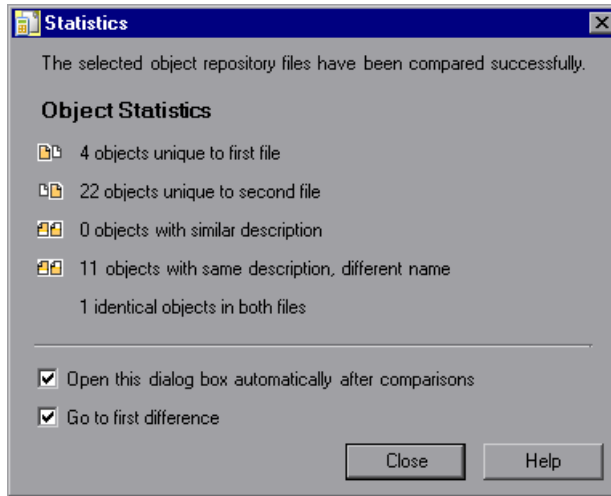 Statistics
The selected object repository files have been compared successfully.
Object Statistics
4 objects unique to first file
22 objects unique to second file
0 objects with similar description
11 objects with same description, different name
1 identical objects in both files
Open this dialog box automatically after comparisons
Go to first difference
Close Help